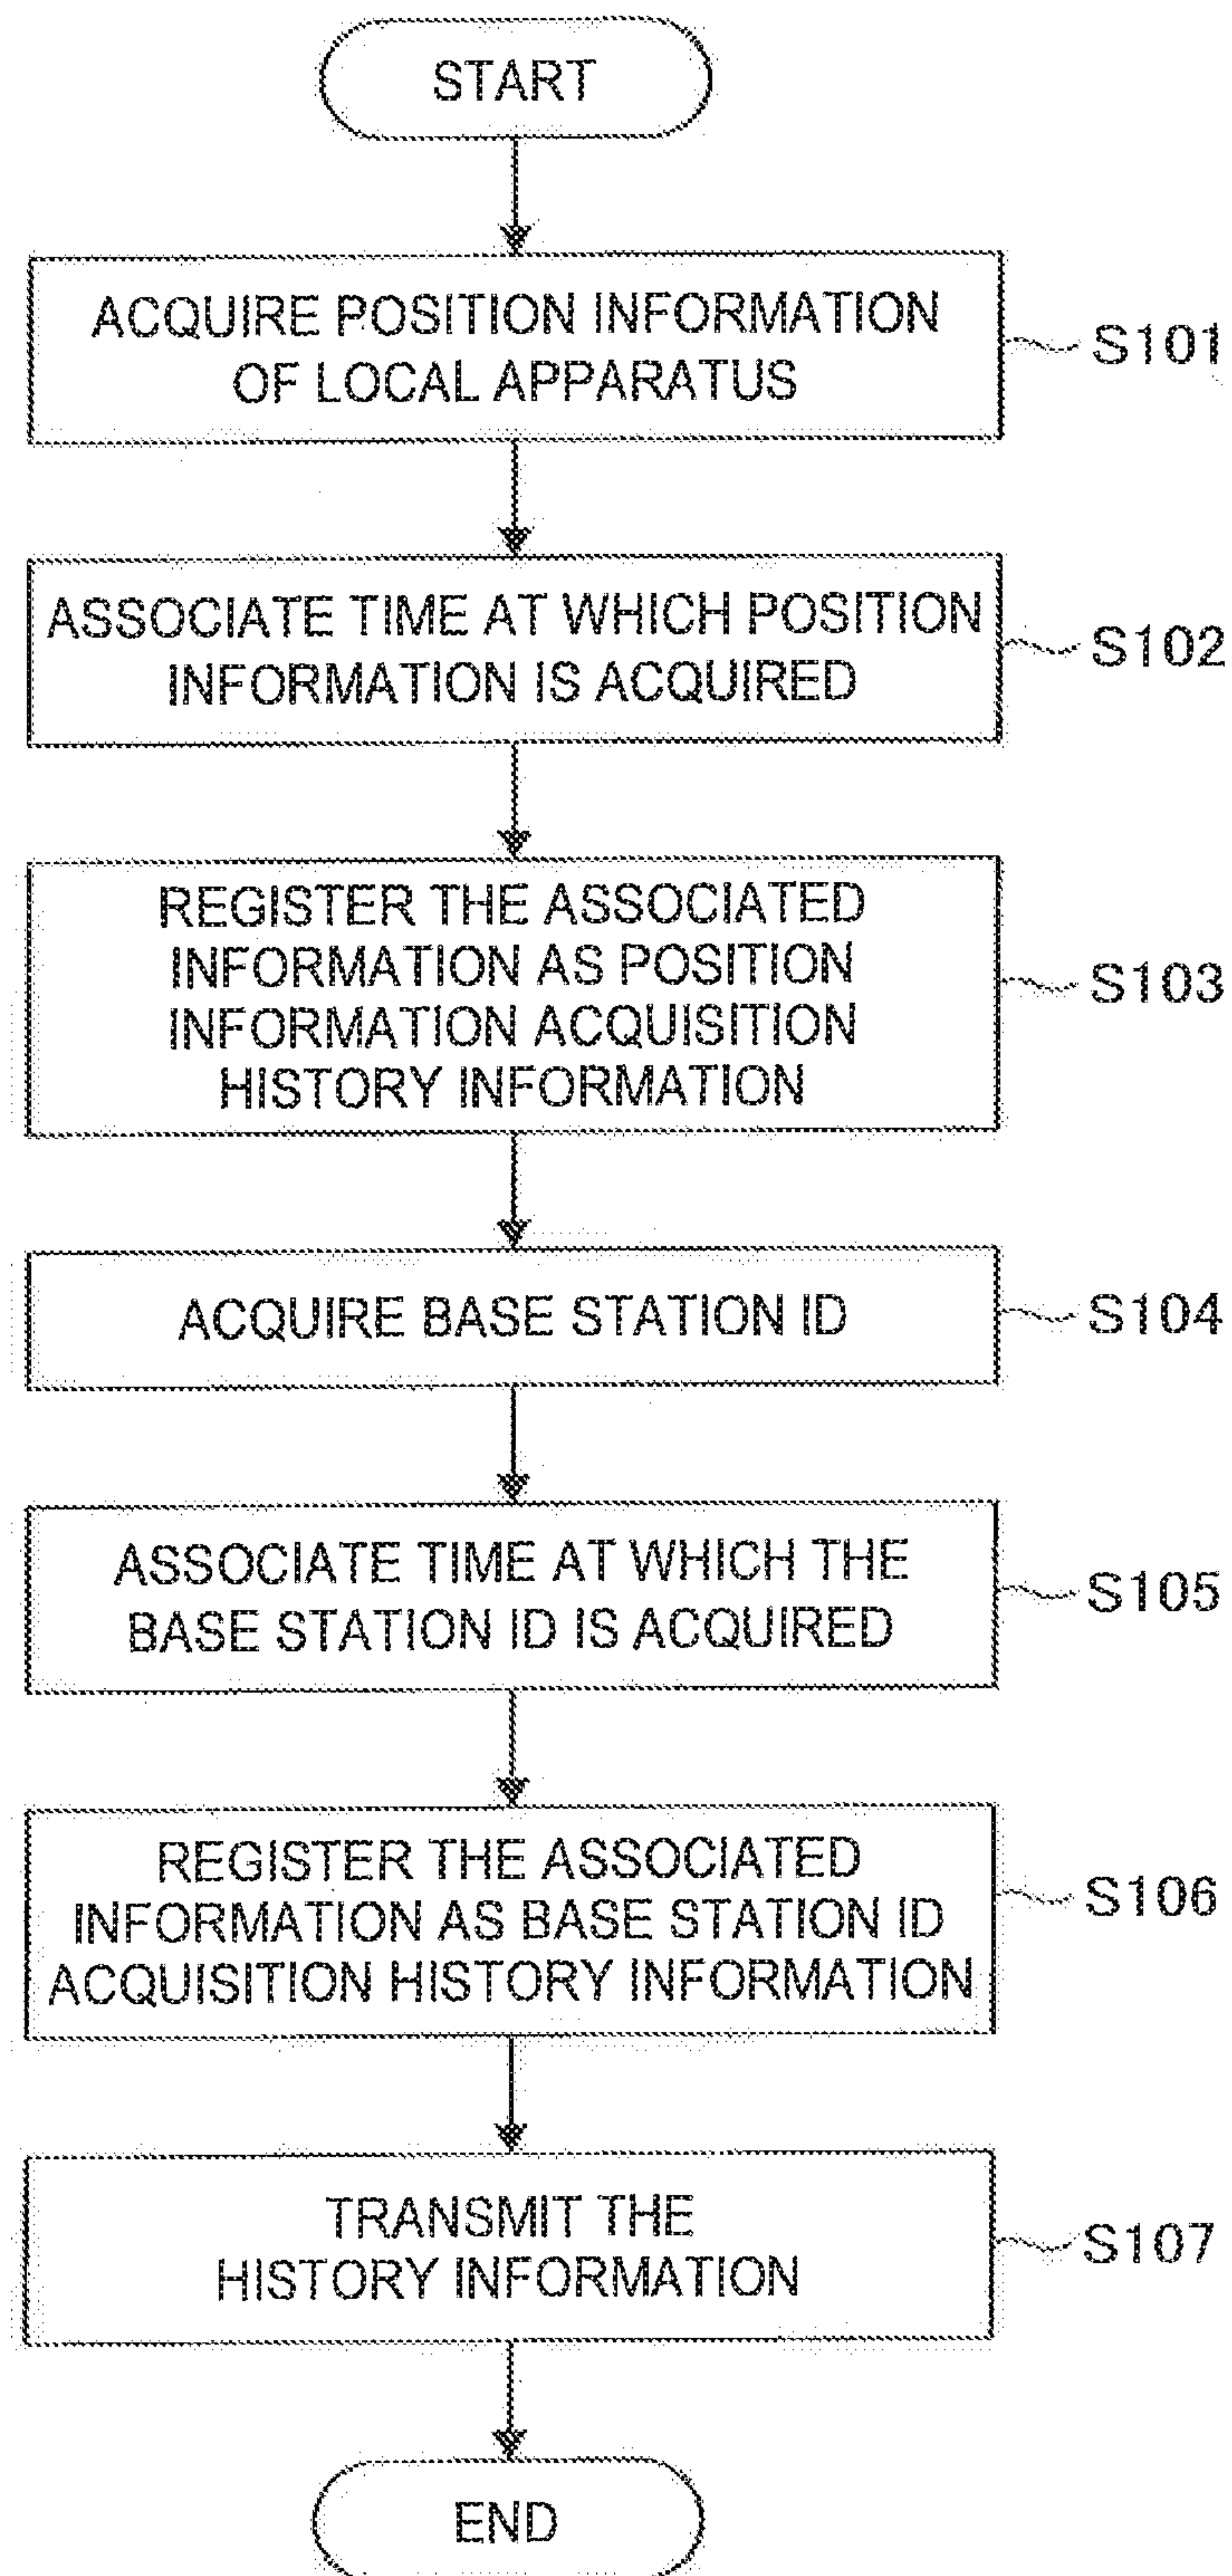 START
ACQUIRE POSITION INFORMATION
OF LOCAL APPARATUS
S101
ASSOCIATE TIME AT WHICH POSITION
INFORMATION IS ACQUIRED
S102
REGISTER THE ASSOCIATED
INFORMATION AS POSITION
INFORMATION ACQUISITION
HISTORY INFORMATION
S103
ACQUIRE BASE STATION ID
S104
ASSOCIATE TIME AT WHICH THE
BASE STATION ID IS ACQUIRED
S105
REGISTER THE ASSOCIATED
INFORMATION AS BASE STATION ID
ACQUISITION HISTORY INFORMATION
S106
TRANSMIT THE
HISTORY INFORMATION
S107
END